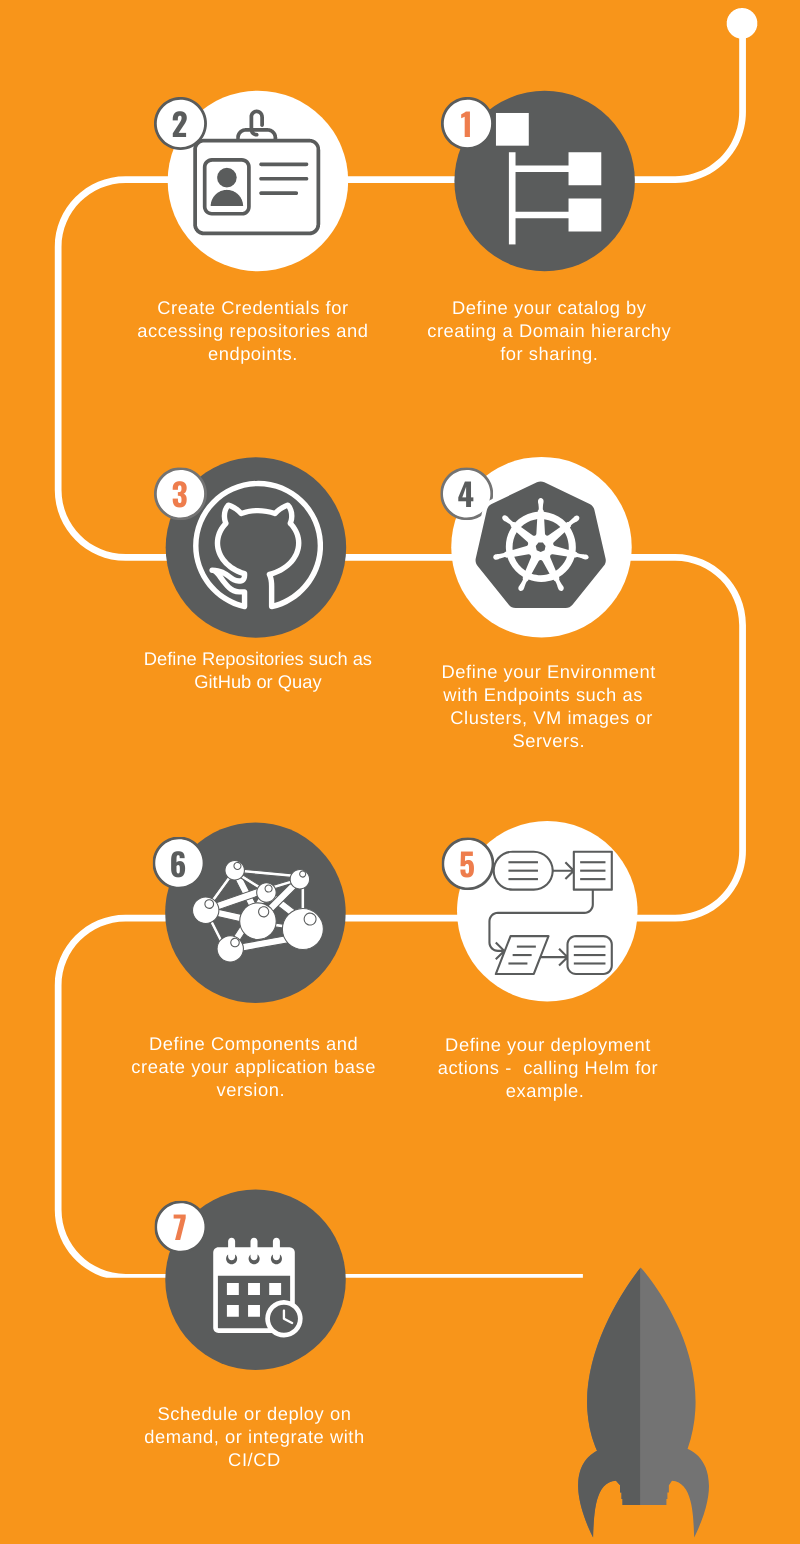 1
Define your catalog by
creating a Domain hierarchy
for sharing.
2
Create Credentials for
accessing repositories and
endpoints.
3
Define Repositories such as
GitHub or Quay
4
Define your Environment
with Endpoints such as
Clusters, VM images or
Servers.
5
Define your deployment
actions -  calling Helm for
example.
6
Define Components and
create your application base
version.
7
Schedule or deploy on
demand, or integrate with
CI/CD